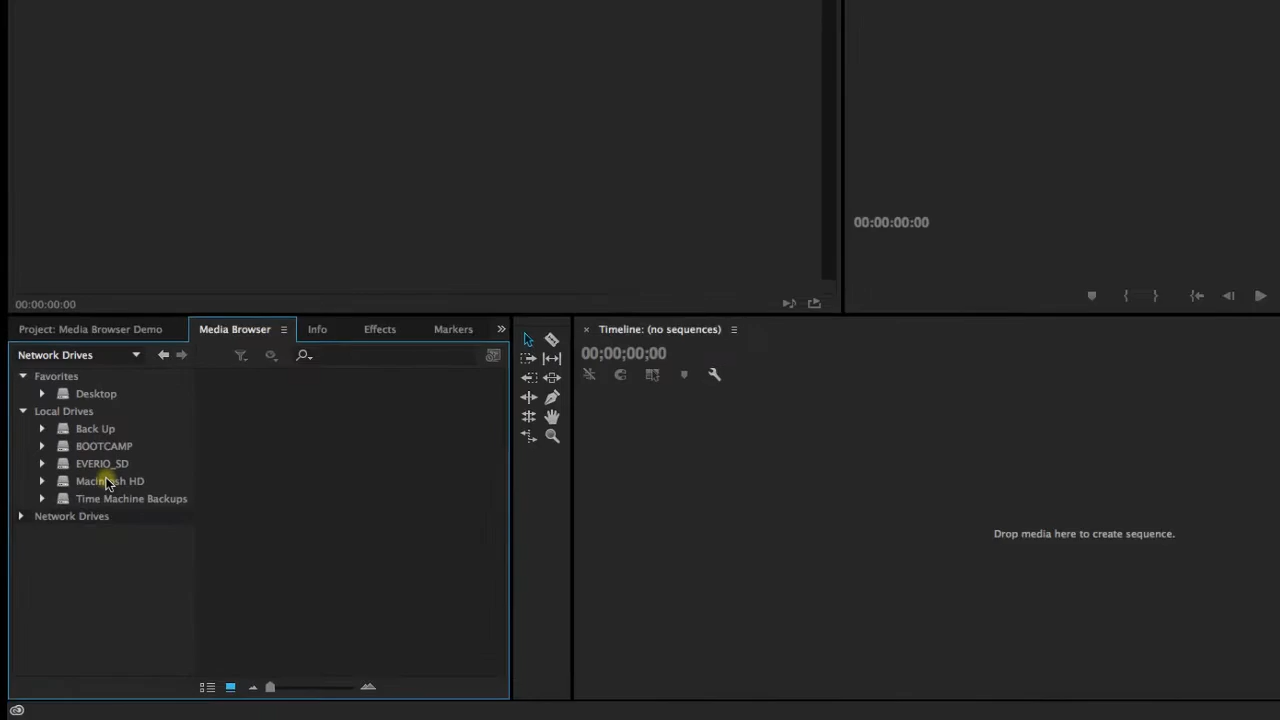 00:00:00:00
00:00:00:00
Project: Media Browser Demo
Media Browser
Info
Effects
Markers
Timeline: (no sequences)
Network Drives
00;00;00;00
Favorites
Desktop
Local Drives
Back Up
BOOTCAMP
EVERIO_SD
Macintosh HD
Time Machine Backups
Network Drives
Drop media here to create sequence.